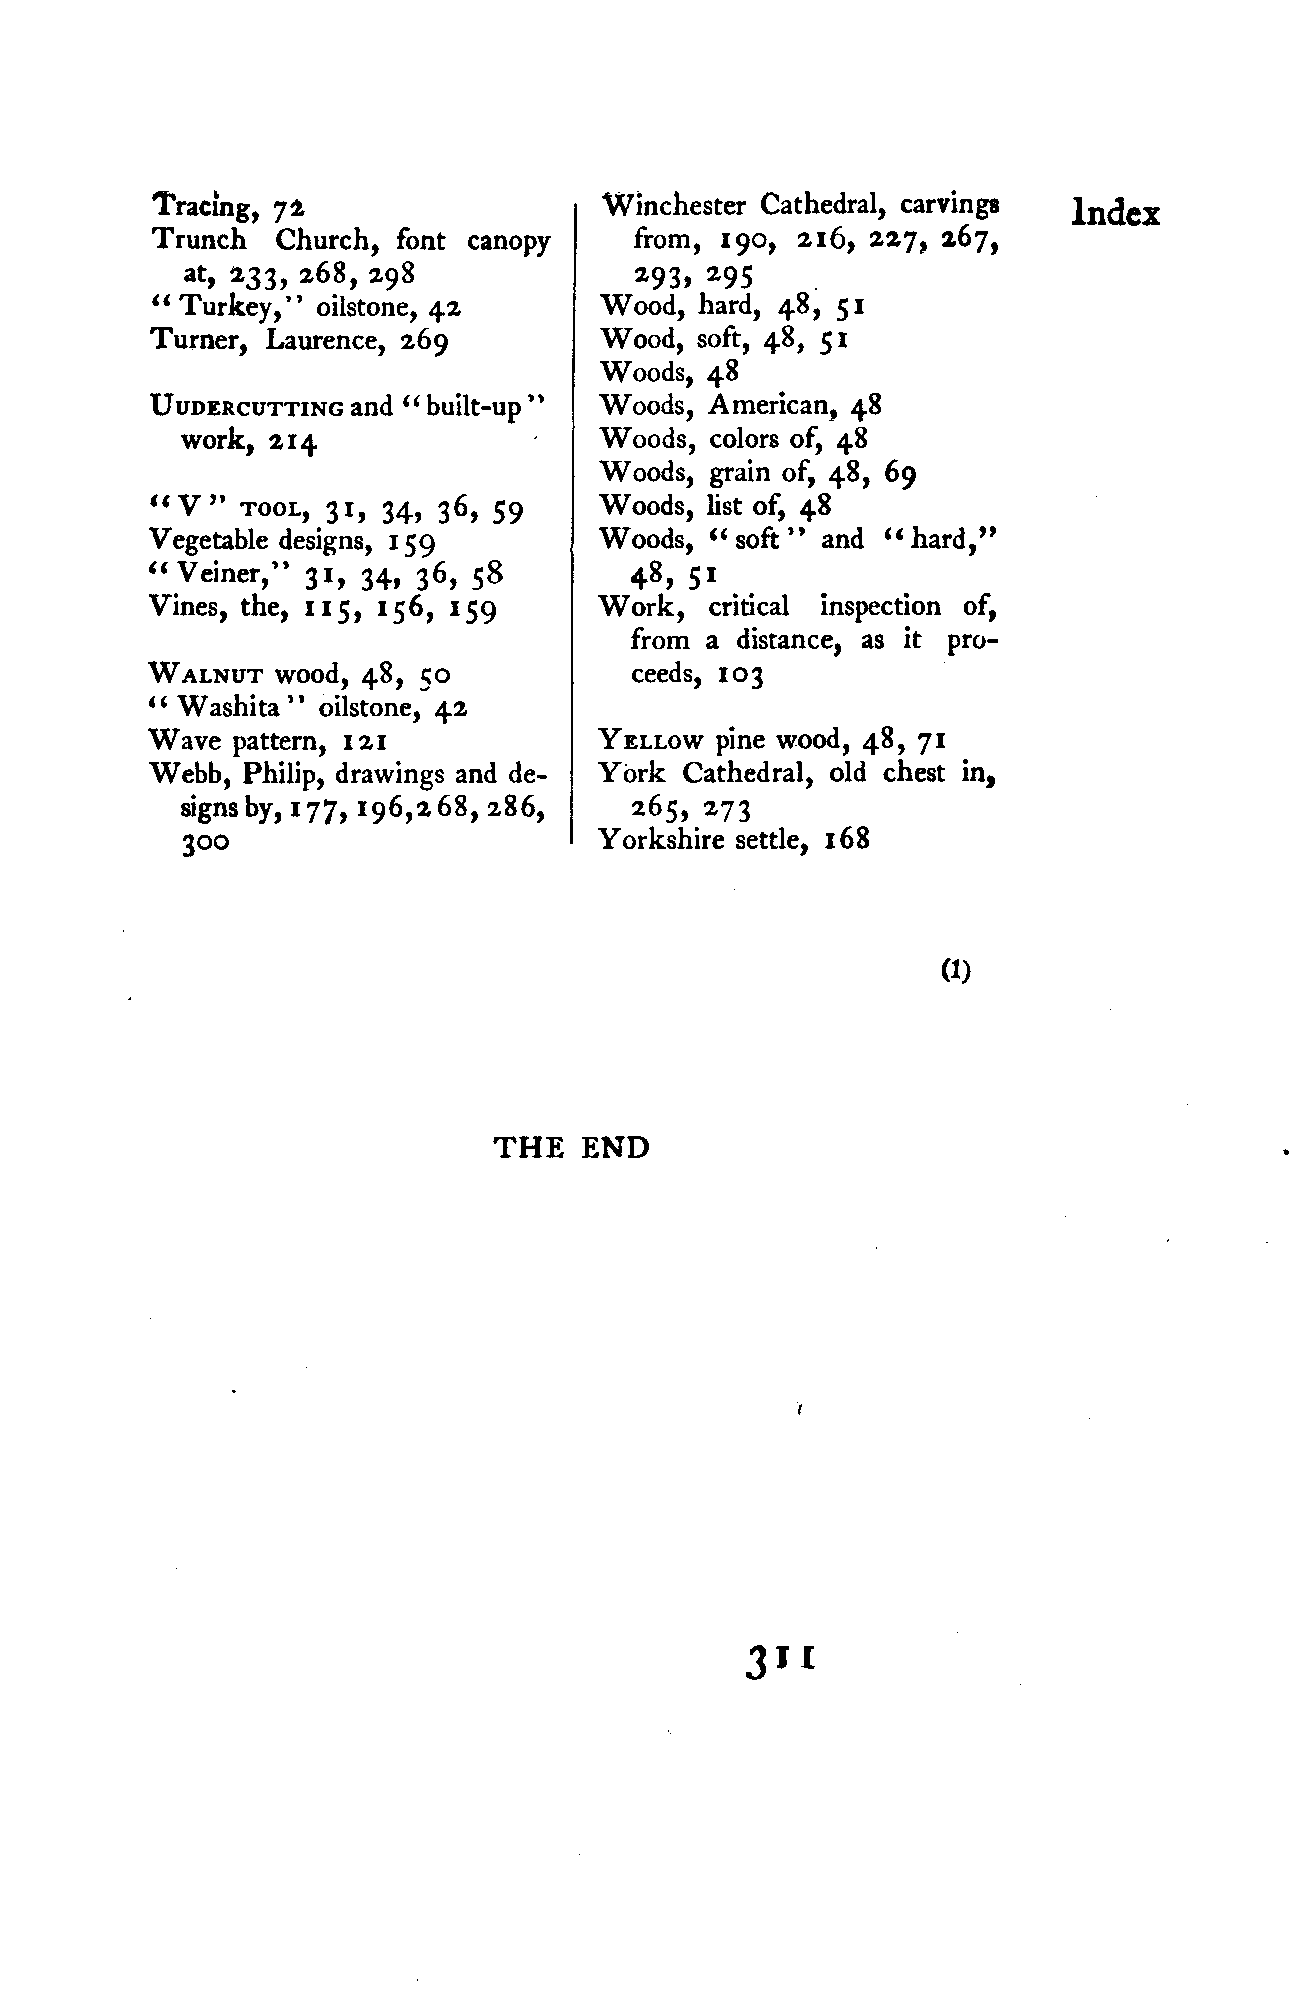 Index
Tracing, 72
Trunch Church, font canopy
at, 233, 268, 298
“Turkey,” oilstone, 42
Turner, Laurence, 269
UUDERCUTTING and “built-up”
work, 214
“V” TOOL, 31, 34, 36, 59
Vegetable designs, 159
“Veiner,” 31, 34, 36, 58
Vines, the, 115, 156, 159
WALNUT wood, 48, 50
“Washita” oilstone, 42
Wave pattern, 121
Webb, Philip, drawings and de-
signs by, 177, 196, 268, 286,
300
Winchester Cathedral, carvings
from, 190, 216, 227, 267,
293, 295
Wood, hard, 48, 51
Wood, soft, 48, 51
Woods, 48
Woods, American, 48
Woods, colors of, 48
Woods, grain of, 48, 69
Woods, list of, 48
Woods, “soft” and “hard,”
48, 51
Work, critical inspection of,
from a distance, as it pro-
ceeds, 103
YELLOW pine wood, 48, 71
York Cathedral, old chest in,
265, 273
Yorkshire settle, 168
(1)
THE END
311